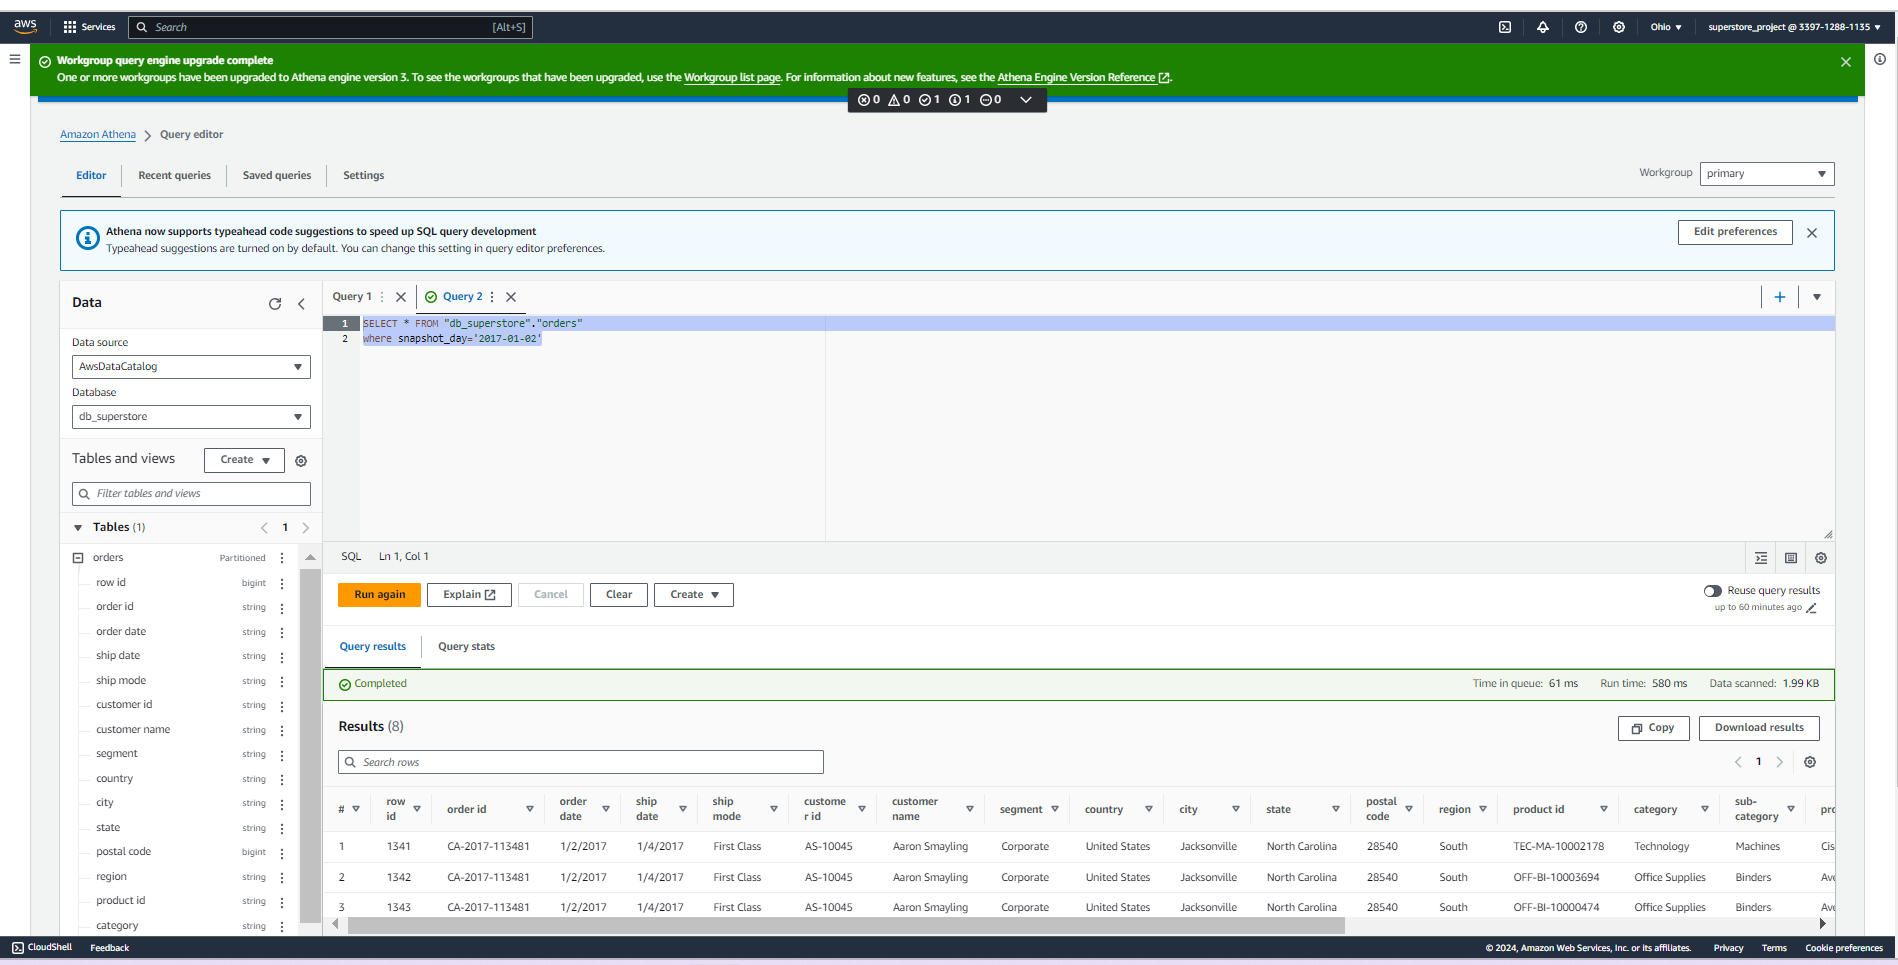 aws Services Search [Alt+S] Ohio superstore_project @ 3397-1288-1135
Workgroup query engine upgrade complete
One or more workgroups have been upgraded to Athena engine version 3. To see the workgroups that have been upgraded, use the Workgroup list page. For information about new features, see the Athena Engine Version Reference.
0 0 1 1 0
Amazon Athena Query editor
Editor Recent queries Saved queries Settings
Workgroup primary
Athena now supports typeahead code suggestions to speed up SQL query development
Typeahead suggestions are turned on by default. You can change this setting in query editor preferences.
Edit preferences
Data
Data source
AwsDataCatalog
Database
db_superstore
Tables and views Create
Filter tables and views
Tables (1) 1
orders Partitioned
row id bigint
order id string
order date string
ship date string
ship mode string
customer id string
customer name string
segment string
country string
city string
state string
postal code bigint
region string
product id string
category string
Query 1 Query 2
1 SELECT * FROM "db_superstore"."orders"
2 where snapshot_day='2017-01-02'
SQL Ln 1, Col 1
Run again Explain Cancel Clear Create
Reuse query results
up to 60 minutes ago
Query results Query stats
Completed
Time in queue: 61 ms Run time: 580 ms Data scanned: 1.99 KB
Results (8)
Copy Download results
Search rows
1
# row id order id order date ship date ship mode customer id customer name segment country city state postal code region product id category sub-category pro
1 1341 CA-2017-113481 1/2/2017 1/4/2017 First Class AS-10045 Aaron Smayling Corporate United States Jacksonville North Carolina 28540 South TEC-MA-10002178 Technology Machines Cis
2 1342 CA-2017-113481 1/2/2017 1/4/2017 First Class AS-10045 Aaron Smayling Corporate United States Jacksonville North Carolina 28540 South OFF-BI-10003694 Office Supplies Binders Ave
3 1343 CA-2017-113481 1/2/2017 1/4/2017 First Class AS-10045 Aaron Smayling Corporate United States Jacksonville North Carolina 28540 South OFF-BI-10000474 Office Supplies Binders Ave
CloudShell Feedback
© 2024, Amazon Web Services, Inc. or its affiliates. Privacy Terms Cookie preferences